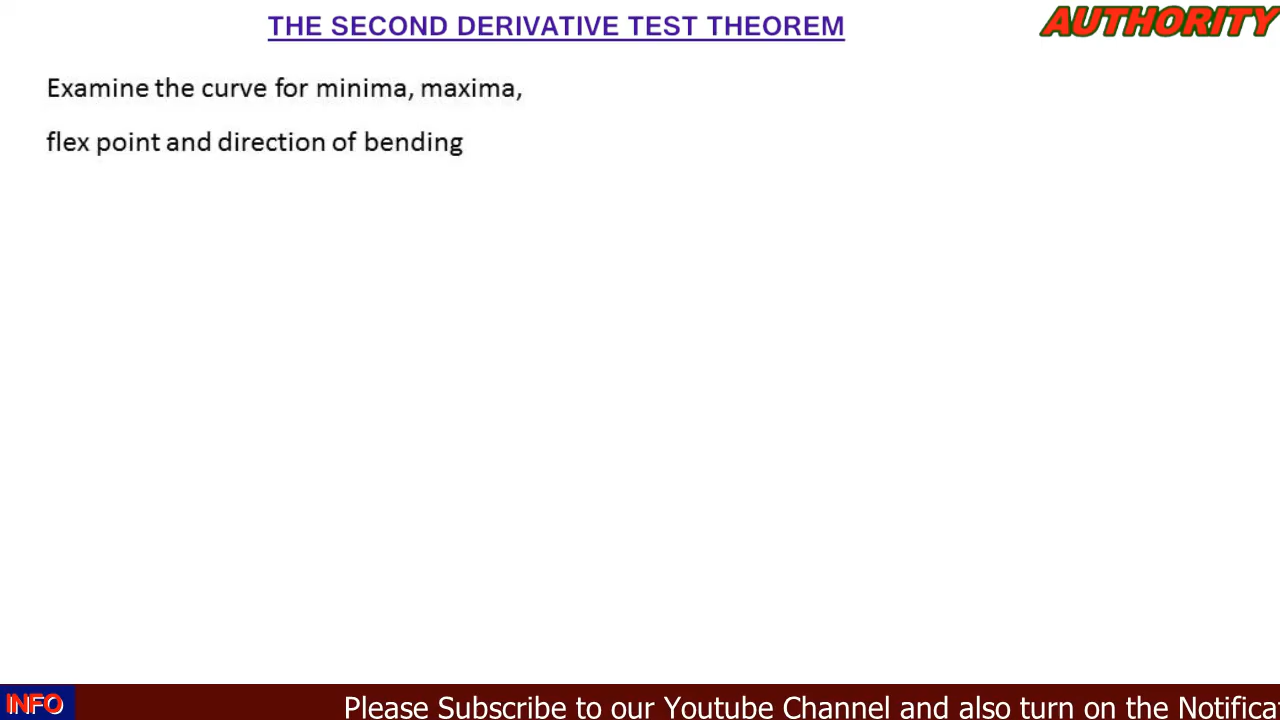 THE SECOND DERIVATIVE TEST THEOREM
AUTHORITY
Examine the curve for minima, maxima,
flex point and direction of bending
INFO
Please Subscribe to our Youtube Channel and also turn on the Notifica